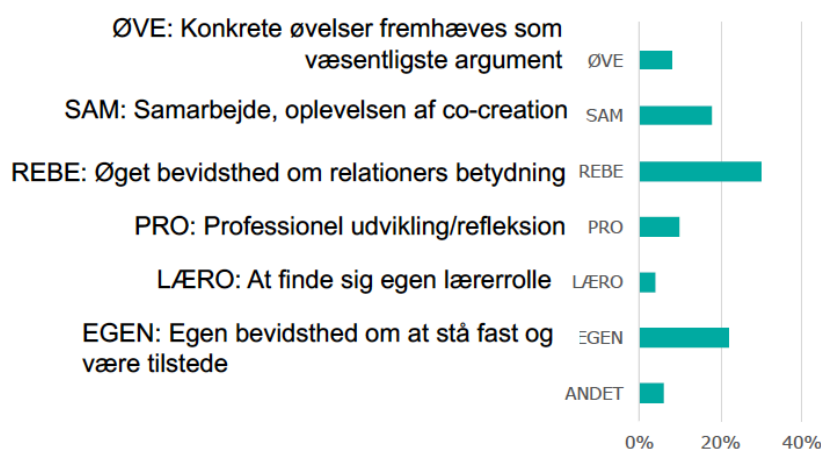 ØVE: Konkrete øvelser fremhæves som
væsentligste argument
ØVE
SAM: Samarbejde, oplevelsen af co-creation
SAM
REBE: Øget bevidsthed om relationers betydning
REBE
PRO: Professionel udvikling/refleksion
PRO
LÆRO: At finde sig egen lærerrolle
LÆRO
EGEN: Egen bevidsthed om at stå fast og
være tilstede
EGEN
ANDET
0% 20% 40%